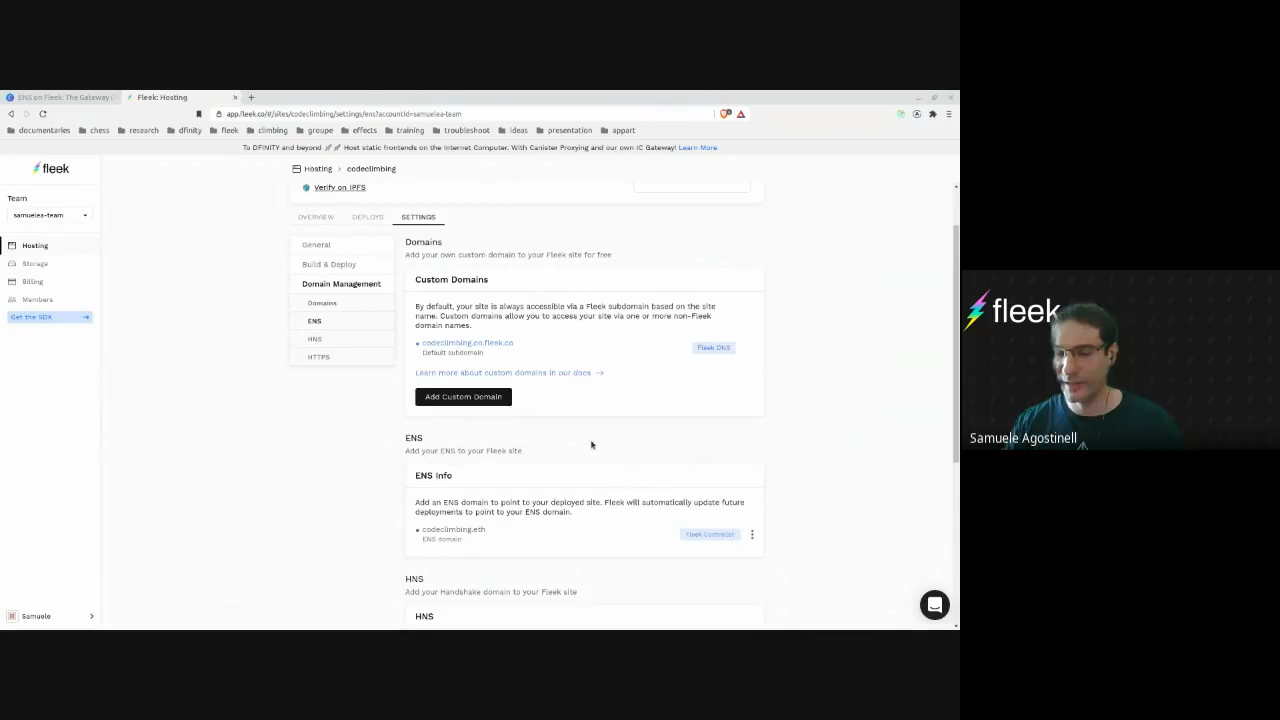 ENS on Fleek: The Gateway
Fleek: Hosting
app.fleek.co/#/sites/codeclimbing/settings/ens?accountId=samuelea-team
documentaries
chess
research
dfinity
fleek
climbing
groupe
effects
training
troubleshoot
ideas
presentation
appart
To DFINITY and beyond 🚀🚀 Host static frontends on the Internet Computer. With Canister Proxying and our own IC Gateway! Learn More
fleek
Team
samuelea-team
Hosting
Storage
Billing
Members
Get the SDK
Samuele
Hosting > codeclimbing
Verify on IPFS
OVERVIEW
DEPLOYS
SETTINGS
General
Build & Deploy
Domain Management
Domains
ENS
HNS
HTTPS
Domains
Add your own custom domain to your Fleek site for free
Custom Domains
By default, your site is always accessible via a Fleek subdomain based on the site
name. Custom domains allow you to access your site via one or more non-Fleek
domain names.
codeclimbing.on.fleek.co
Default subdomain
Fleek DNS
Learn more about custom domains in our docs →
Add Custom Domain
ENS
Add your ENS to your Fleek site
ENS Info
Add an ENS domain to point to your deployed site. Fleek will automatically update future
deployments to point to your ENS domain.
codeclimbing.eth
ENS domain
Fleek Controller
HNS
Add your Handshake domain to your Fleek site
HNS
fleek
Samuele Agostinell